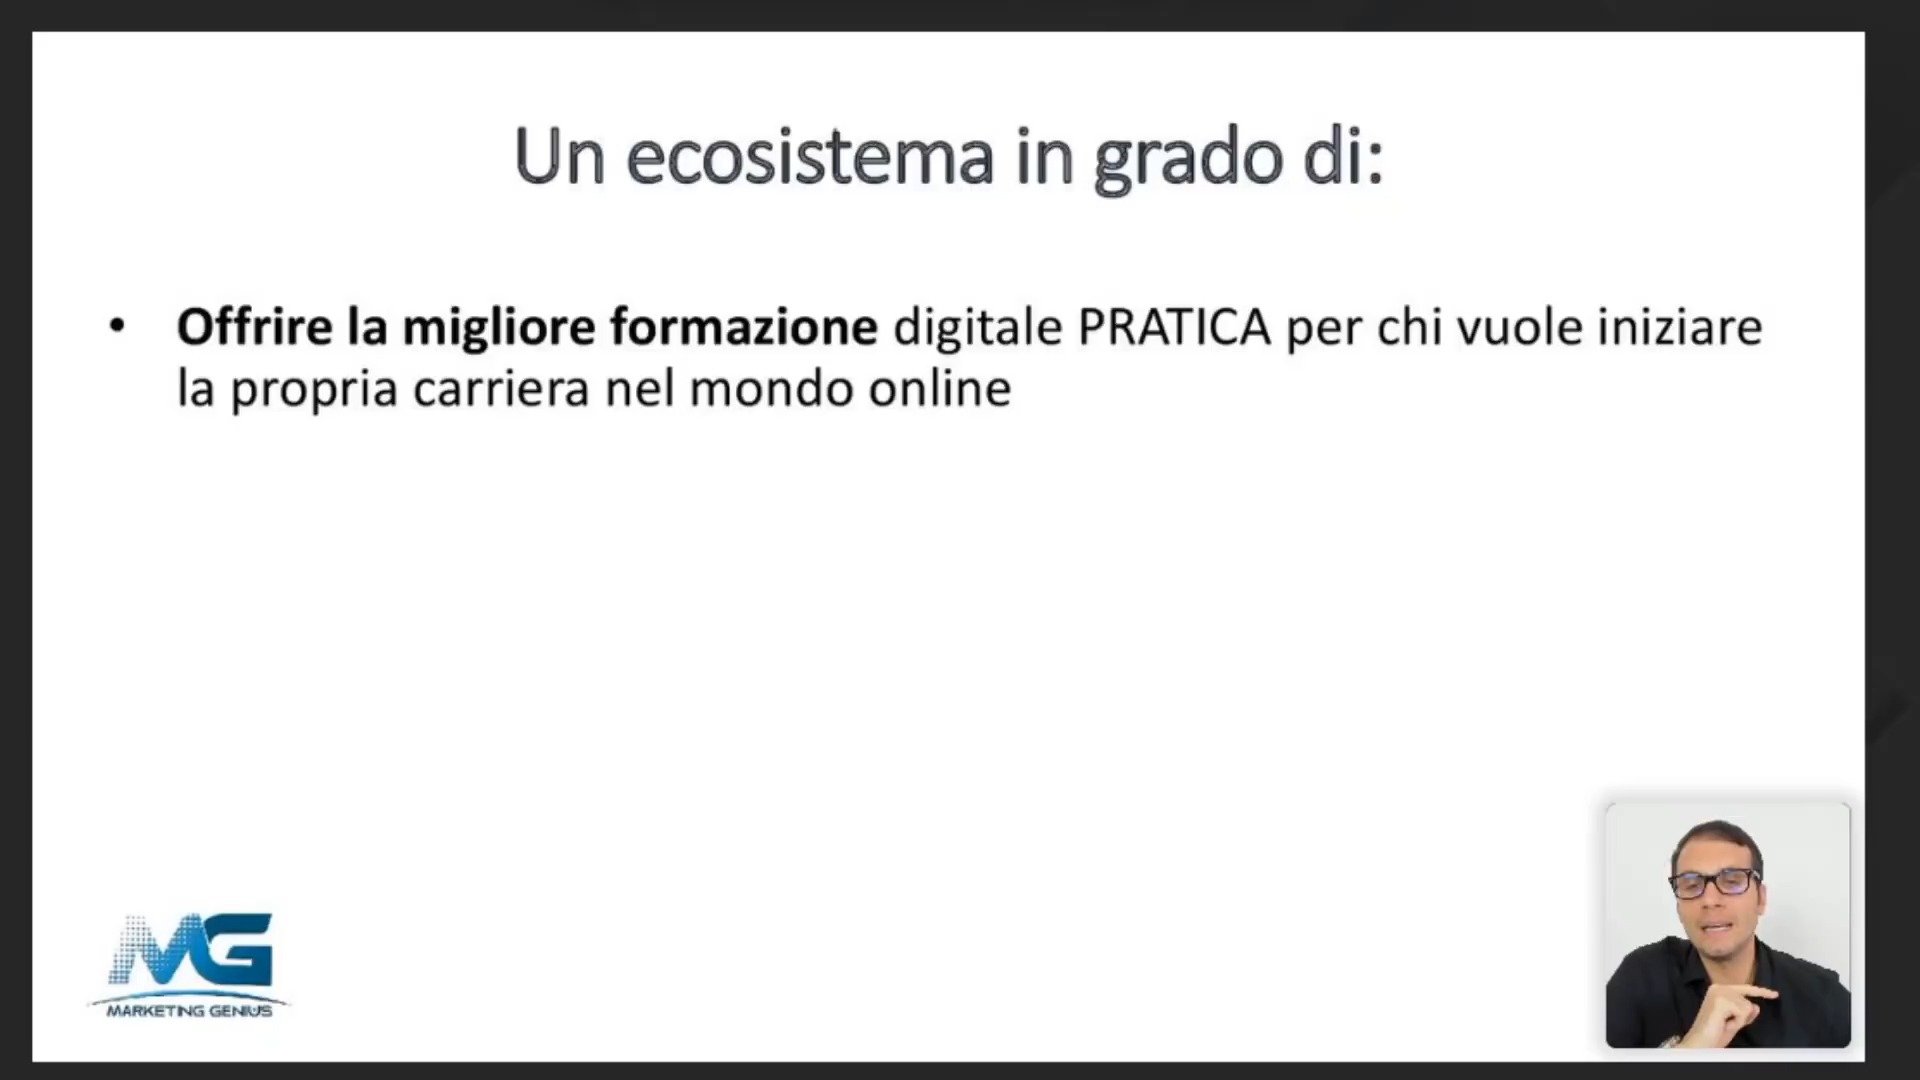 Un ecosistema in grado di:
• Offrire la migliore formazione digitale PRATICA per chi vuole iniziare
la propria carriera nel mondo online
MG
MARKETING GENIUS